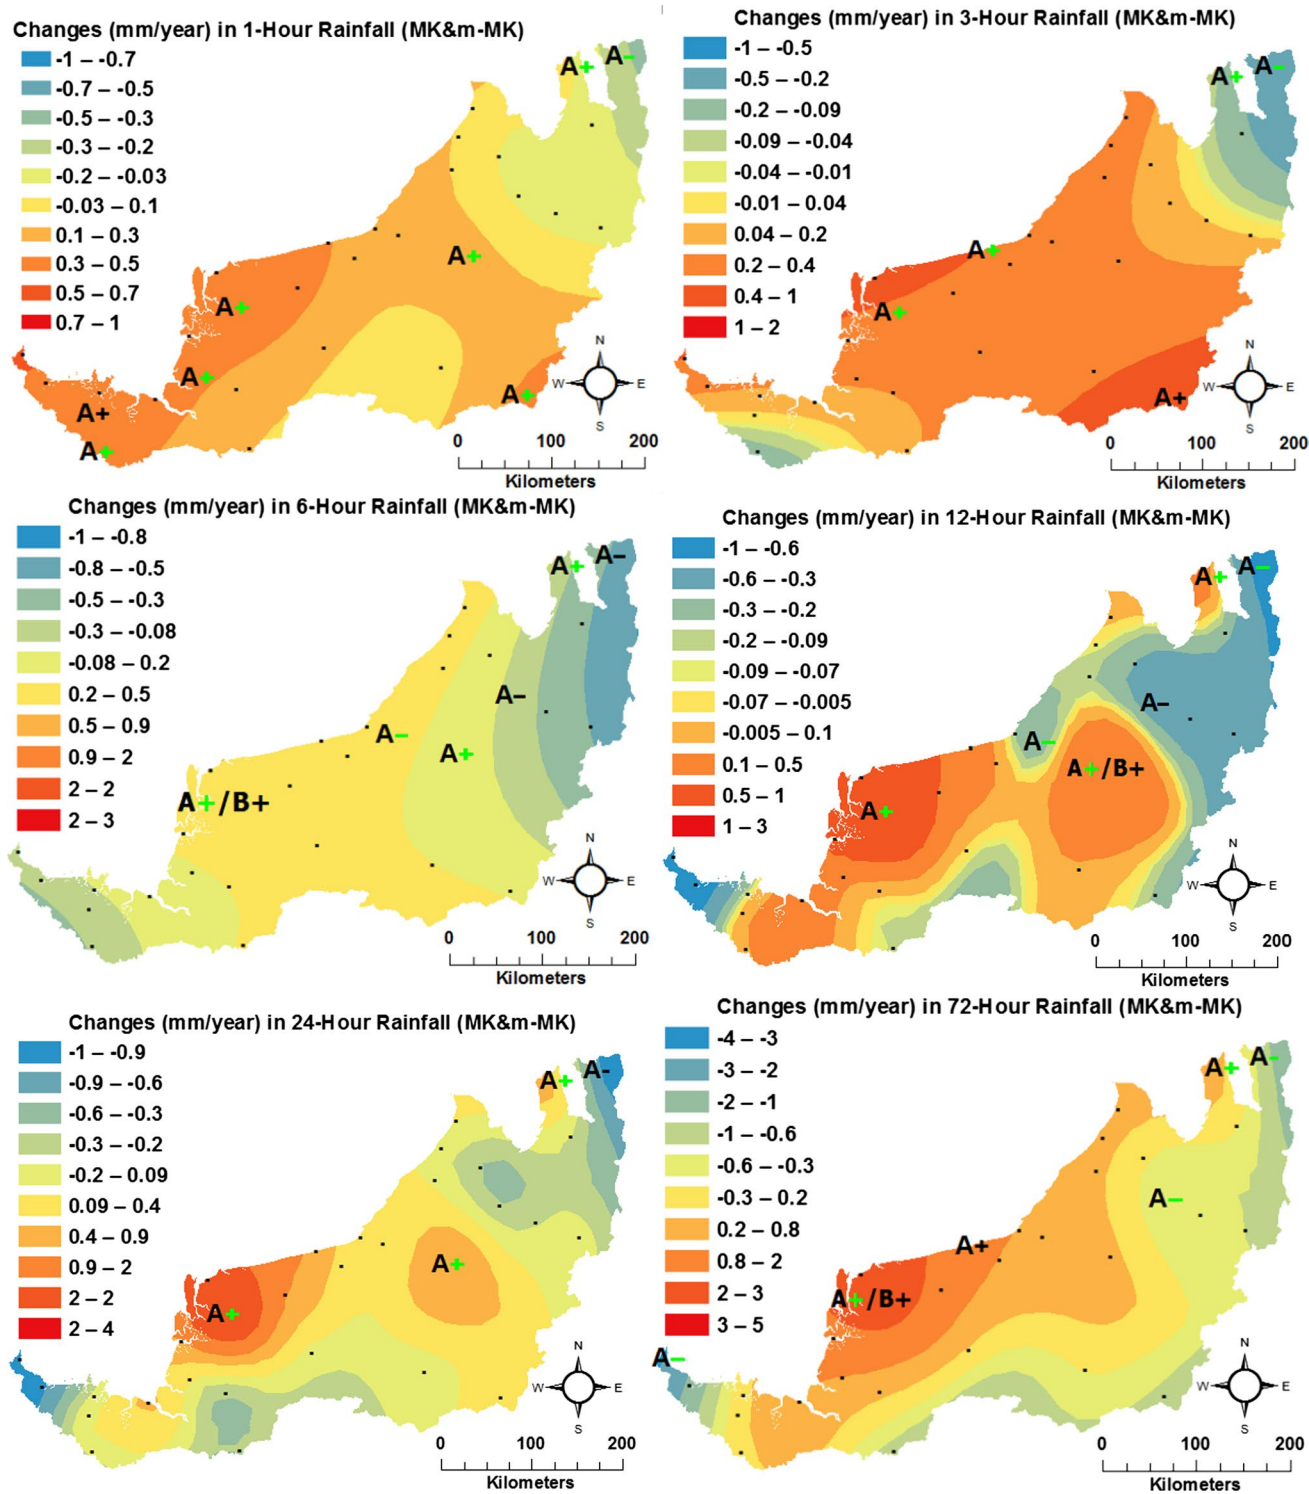 Changes (mm/year) in 1-Hour Rainfall (MK&m-MK)
-1 – -0.7
-0.7 – -0.5
-0.5 – -0.3
-0.3 – -0.2
-0.2 – -0.03
-0.03 – 0.1
0.1 – 0.3
0.3 – 0.5
0.5 – 0.7
0.7 – 1
A+
A–
A+
A+
A+
A+
A+
A+
N
W
E
S
0 100 200
Kilometers
Changes (mm/year) in 3-Hour Rainfall (MK&m-MK)
-1 – -0.5
-0.5 – -0.2
-0.2 – -0.09
-0.09 – -0.04
-0.04 – -0.01
-0.01 – 0.04
0.04 – 0.2
0.2 – 0.4
0.4 – 1
1 – 2
A+
A–
A+
A+
A+
N
W
E
S
0 100 200
Kilometers
Changes (mm/year) in 6-Hour Rainfall (MK&m-MK)
-1 – -0.8
-0.8 – -0.5
-0.5 – -0.3
-0.3 – -0.08
-0.08 – 0.2
0.2 – 0.5
0.5 – 0.9
0.9 – 2
2 – 2
2 – 3
A+
A–
A–
A–
A+
A+/B+
N
W
E
S
0 100 200
Kilometers
Changes (mm/year) in 12-Hour Rainfall (MK&m-MK)
-1 – -0.6
-0.6 – -0.3
-0.3 – -0.2
-0.2 – -0.09
-0.09 – -0.07
-0.07 – -0.005
-0.005 – 0.1
0.1 – 0.5
0.5 – 1
1 – 3
A+
A–
A–
A–
A+/B+
A+
N
W
E
S
0 100 200
Kilometers
Changes (mm/year) in 24-Hour Rainfall (MK&m-MK)
-1 – -0.9
-0.9 – -0.6
-0.6 – -0.3
-0.3 – -0.2
-0.2 – 0.09
0.09 – 0.4
0.4 – 0.9
0.9 – 2
2 – 2
2 – 4
A+
A-
A+
A+
N
W
E
S
0 100 200
Kilometers
Changes (mm/year) in 72-Hour Rainfall (MK&m-MK)
-4 – -3
-3 – -2
-2 – -1
-1 – -0.6
-0.6 – -0.3
-0.3 – 0.2
0.2 – 0.8
0.8 – 2
2 – 3
3 – 5
A+
A–
A–
A+
A+/B+
A–
N
W
E
S
0 100 200
Kilometers